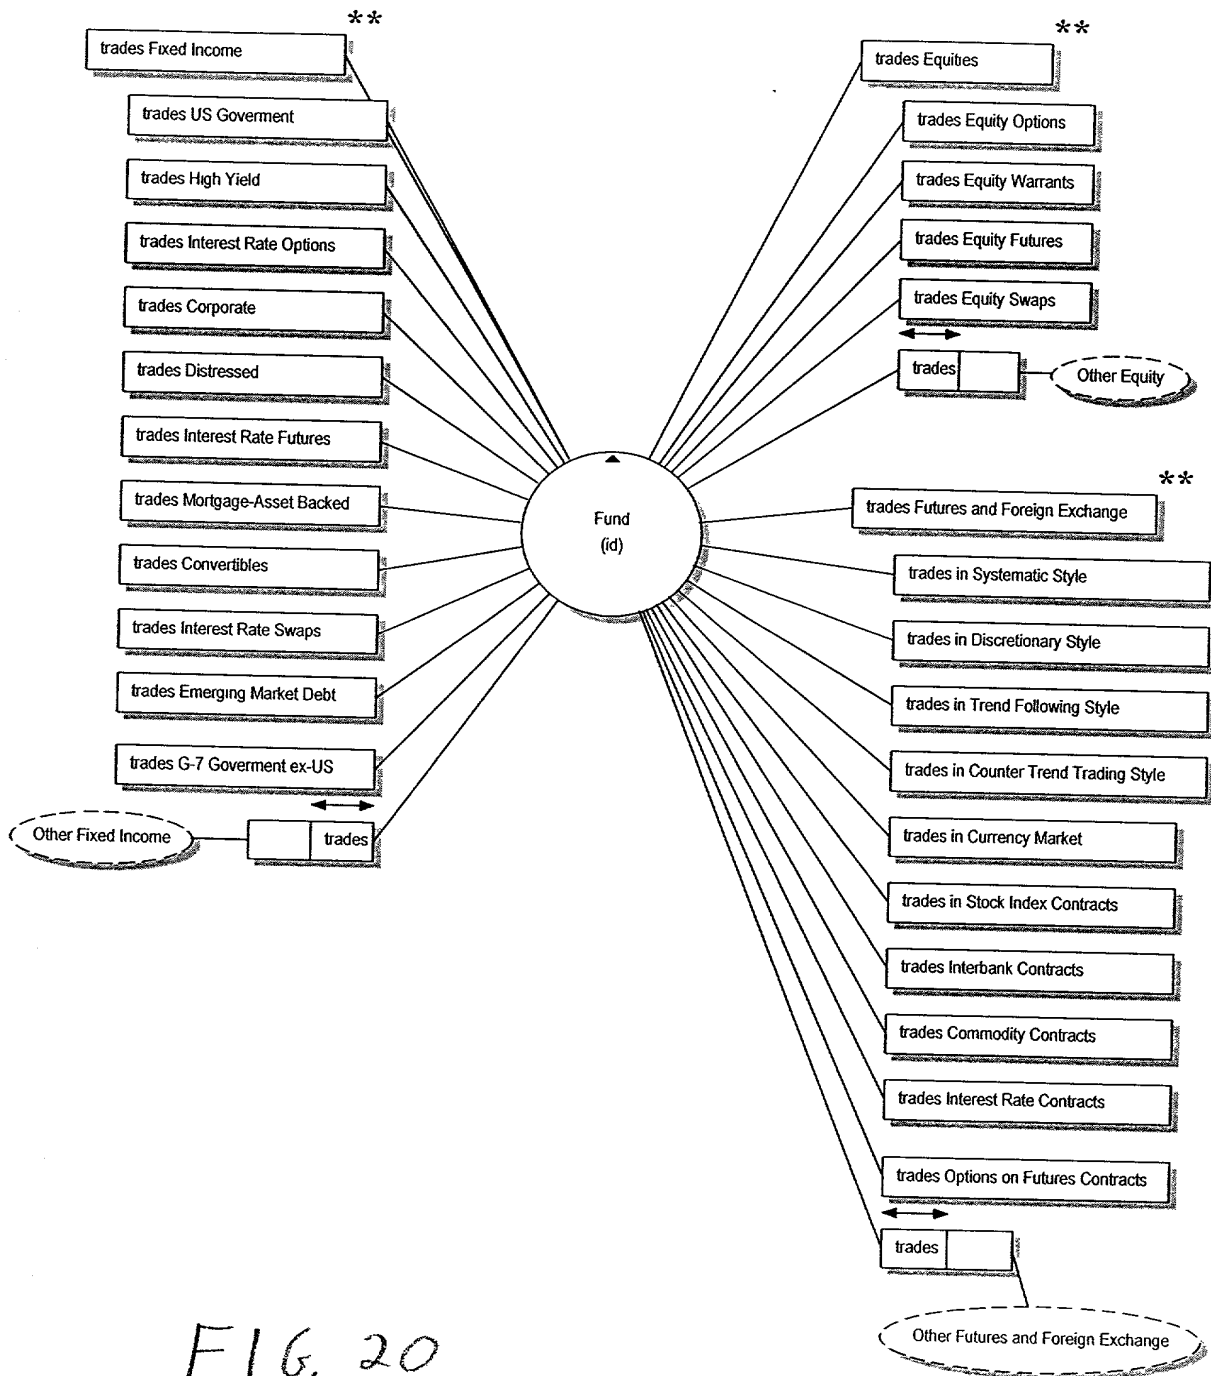 **
trades Fixed Income
trades US Goverment
trades High Yield
trades Interest Rate Options
trades Corporate
trades Distressed
trades Interest Rate Futures
trades Mortgage-Asset Backed
trades Convertibles
trades Interest Rate Swaps
trades Emerging Market Debt
trades G-7 Goverment ex-US
Other Fixed Income
trades
Fund
(id)
**
trades Equities
trades Equity Options
trades Equity Warrants
trades Equity Futures
trades Equity Swaps
trades
Other Equity
**
trades Futures and Foreign Exchange
trades in Systematic Style
trades in Discretionary Style
trades in Trend Following Style
trades in Counter Trend Trading Style
trades in Currency Market
trades in Stock Index Contracts
trades Interbank Contracts
trades Commodity Contracts
trades Interest Rate Contracts
trades Options on Futures Contracts
trades
Other Futures and Foreign Exchange
FIG. 20